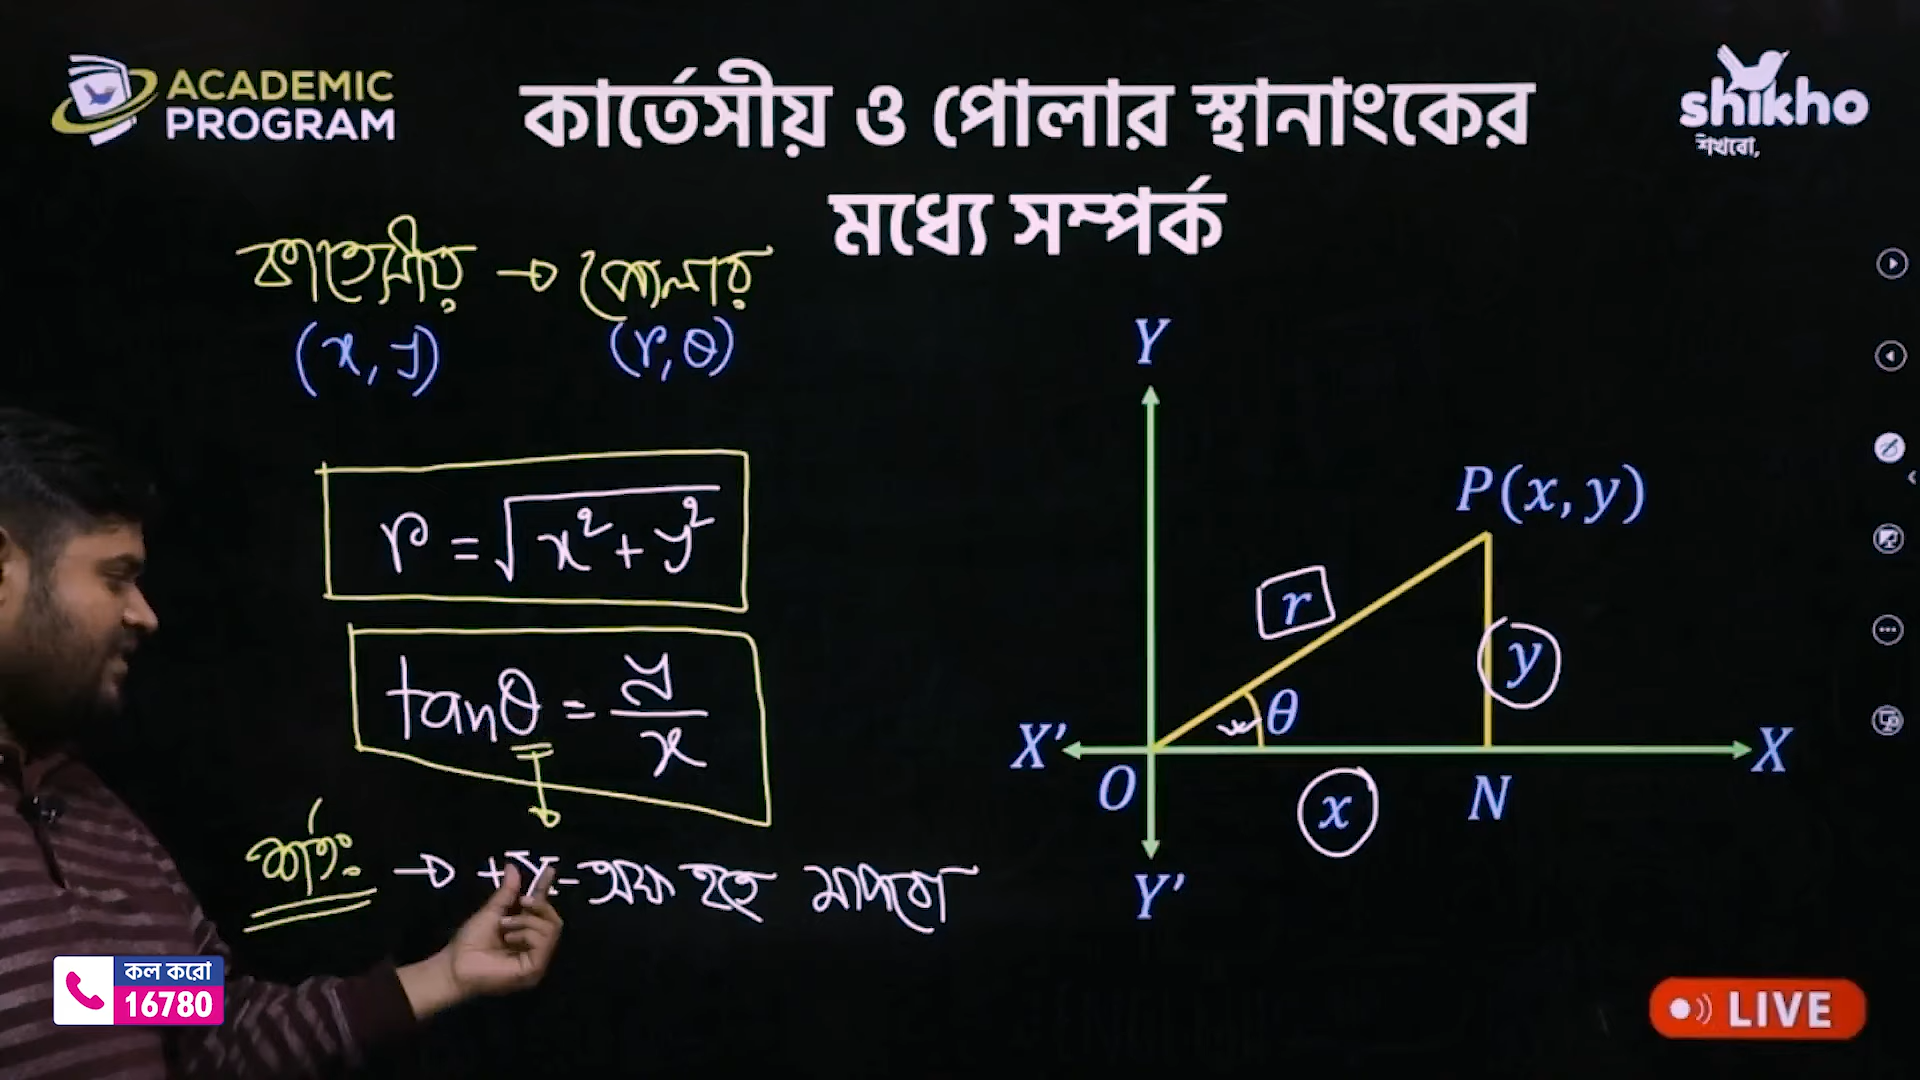 ACADEMIC
PROGRAM
কার্তেসীয় ও পোলার স্থানাংকের
মধ্যে সম্পর্ক
shikho
শিখবো,
কার্তেসীয় → পোলার
(x, y) (r, θ)
r = √x² + y²
tanθ = y/x
শর্তঃ → +X-অক্ষ হতে মাপবো
Y
P(x, y)
r
y
θ
X'
X
O
x
N
Y'
কল করো
16780
LIVE